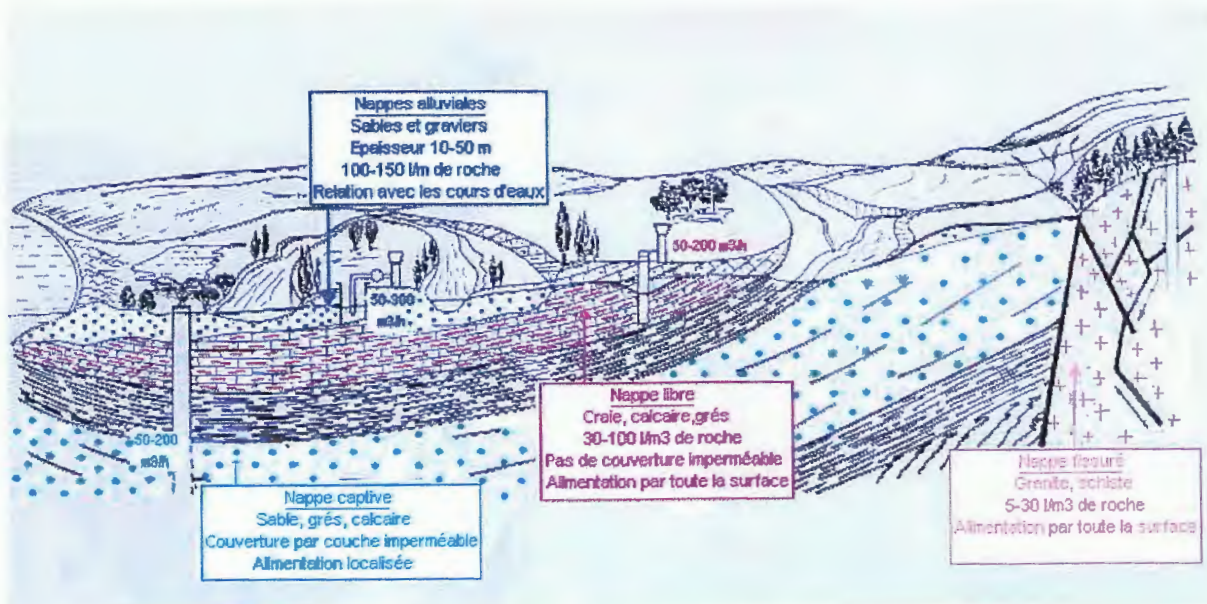 Nappes alluviales
Sables et graviers
Epaisseur 10-50 m
100-150 l/m de roche
Relation avec les cours d'eaux
50-200 m3/h
50-300
m3/h
Nappe libre
Craie, calcaire,grés
30-100 l/m3 de roche
Pas de couverture imperméable
Alimentation par toute la surface
50-200
m3/h
Nappe captive
Sable, grés, calcaire
Couverture par couche imperméable
Alimentation localisée
Nappe fissuré
Granite, schiste
5-30 l/m3 de roche
Alimentation par toute la surface